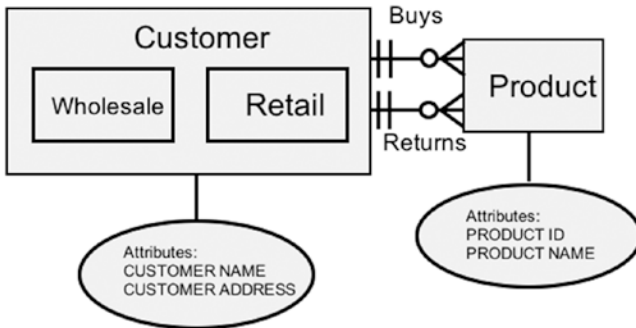 Buys
Customer
Wholesale
Retail
Product
Returns
Attributes:
CUSTOMER NAME
CUSTOMER ADDRESS
Attributes:
PRODUCT ID
PRODUCT NAME